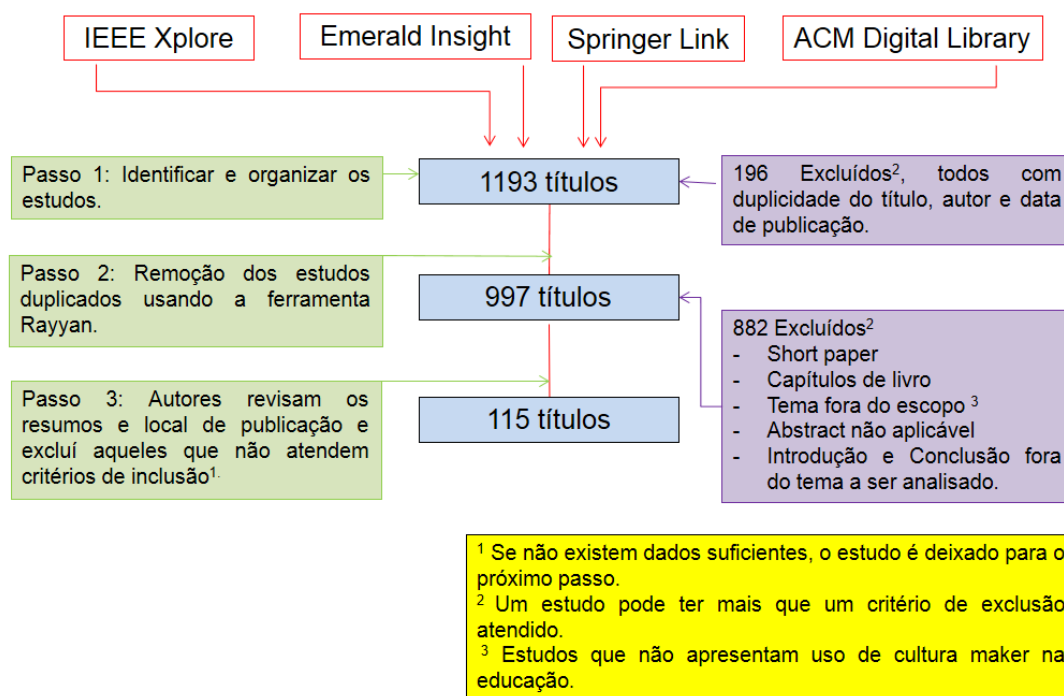 IEEE Xplore
Emerald Insight
Springer Link
ACM Digital Library
Passo 1: Identificar e organizar os
estudos.
1193 títulos
196 Excluídos², todos com
duplicidade do título, autor e data
de publicação.
Passo 2: Remoção dos estudos
duplicados usando a ferramenta
Rayyan.
997 títulos
882 Excluídos²
- Short paper
- Capítulos de livro
- Tema fora do escopo ³
- Abstract não aplicável
- Introdução e Conclusão fora
do tema a ser analisado.
Passo 3: Autores revisam os
resumos e local de publicação e
excluí aqueles que não atendem
critérios de inclusão¹.
115 títulos
¹ Se não existem dados suficientes, o estudo é deixado para o
próximo passo.
² Um estudo pode ter mais que um critério de exclusão
atendido.
³ Estudos que não apresentam uso de cultura maker na
educação.